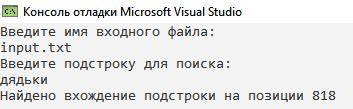 Консоль отладки Microsoft Visual Studio
Введите имя входного файла:
input.txt
Введите подстроку для поиска:
дядьки
Найдено вхождение подстроки на позиции 818